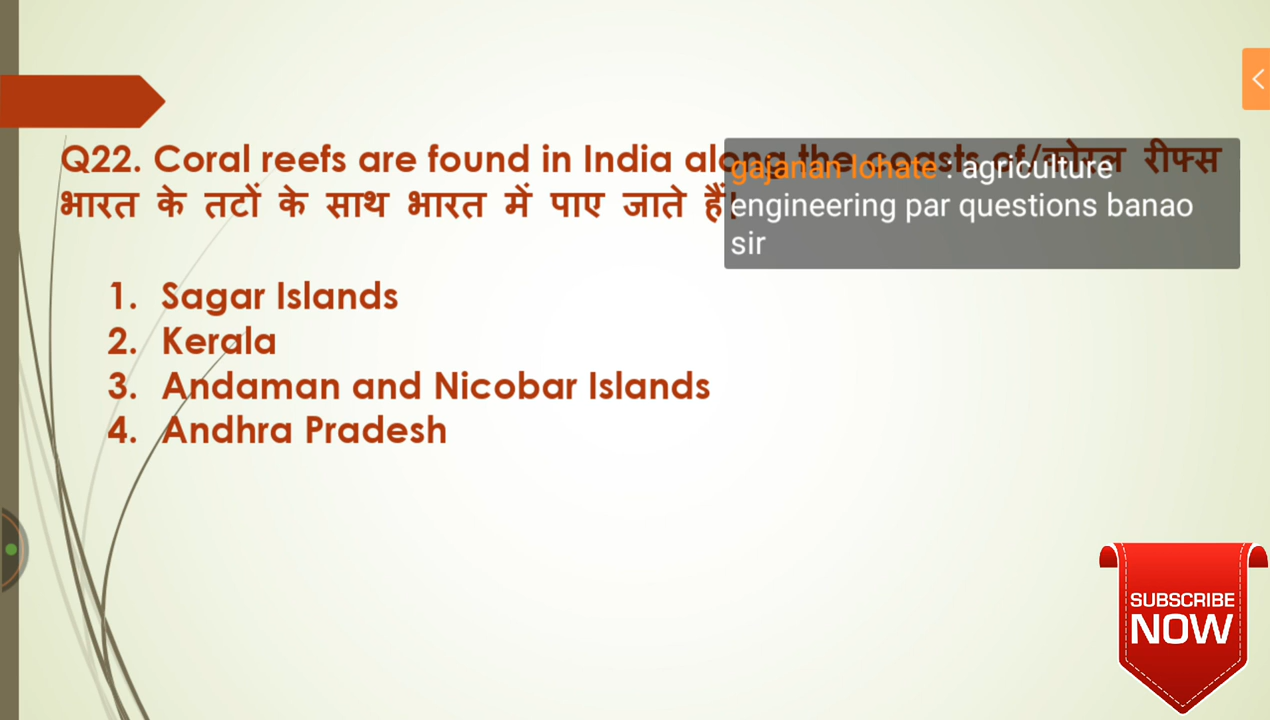 Q22. Coral reefs are found in India along the coasts of/कोरल रीफ्स
भारत के तटों के साथ भारत में पाए जाते हैं।
gajanan lohate : agriculture
engineering par questions banao
sir
1. Sagar Islands
2. Kerala
3. Andaman and Nicobar Islands
4. Andhra Pradesh
SUBSCRIBE
NOW